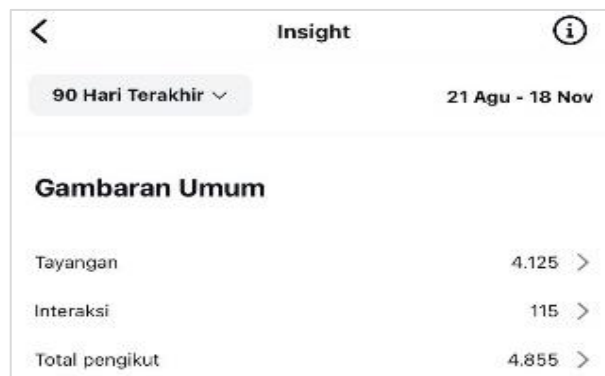 Insight
90 Hari Terakhir
21 Agu - 18 Nov
Gambaran Umum
Tayangan 4.125
Interaksi 115
Total pengikut 4.855